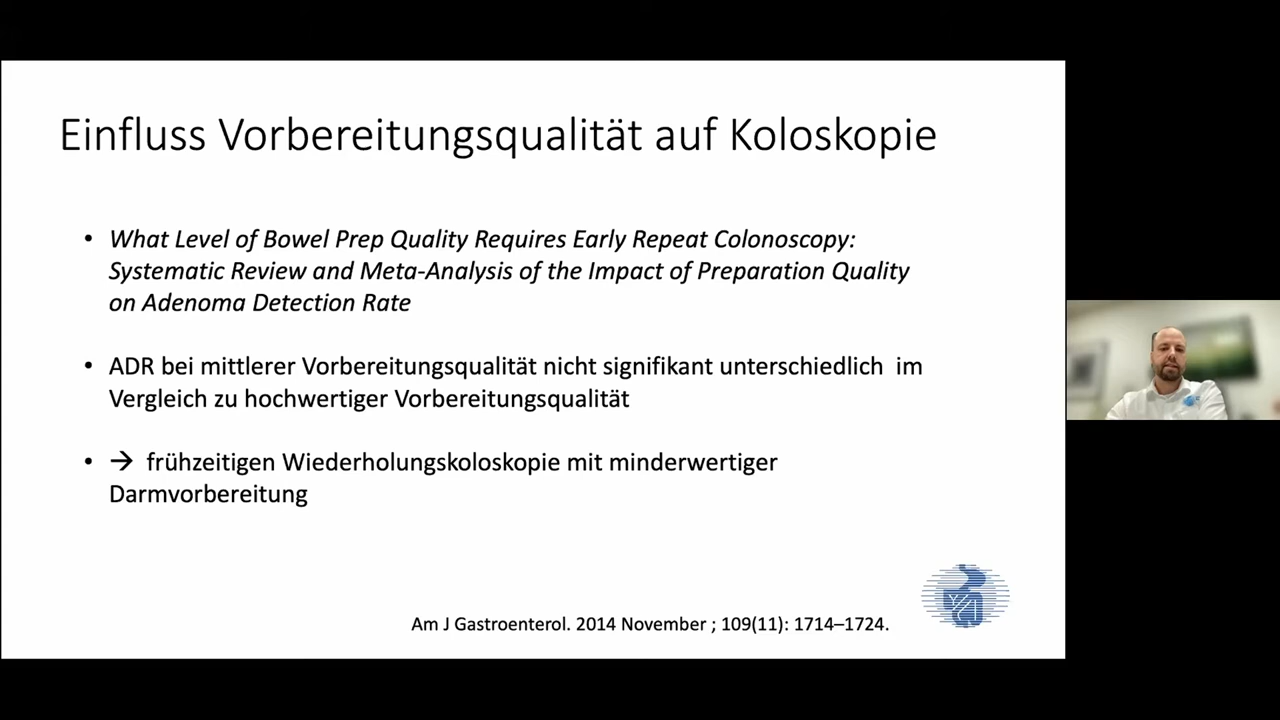 Einfluss Vorbereitungsqualität auf Koloskopie
• What Level of Bowel Prep Quality Requires Early Repeat Colonoscopy:
Systematic Review and Meta-Analysis of the Impact of Preparation Quality
on Adenoma Detection Rate
• ADR bei mittlerer Vorbereitungsqualität nicht signifikant unterschiedlich im
Vergleich zu hochwertiger Vorbereitungsqualität
• → frühzeitigen Wiederholungskoloskopie mit minderwertiger
Darmvorbereitung
Am J Gastroenterol. 2014 November ; 109(11): 1714–1724.